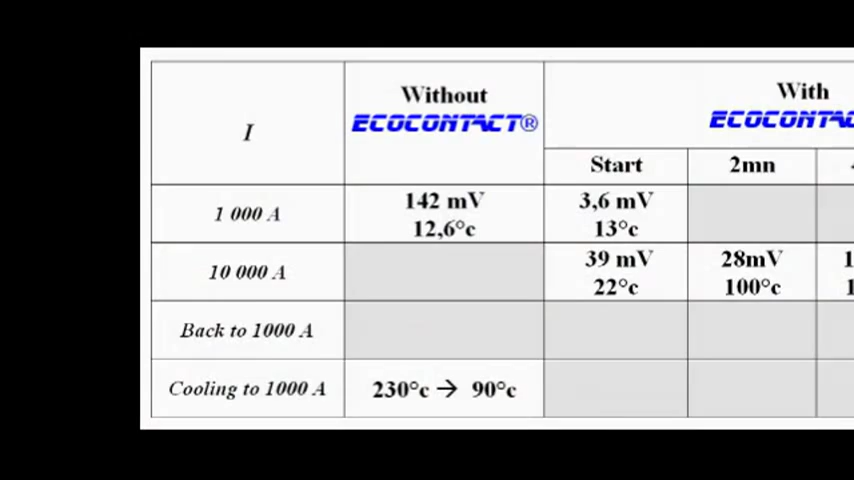 I
Without
ECOCONTACT®
With
Start
2mn
1 000 A
142 mV
12,6°c
3,6 mV
13°c
10 000 A
39 mV
22°c
28mV
100°c
Back to 1000 A
Cooling to 1000 A
230°c → 90°c